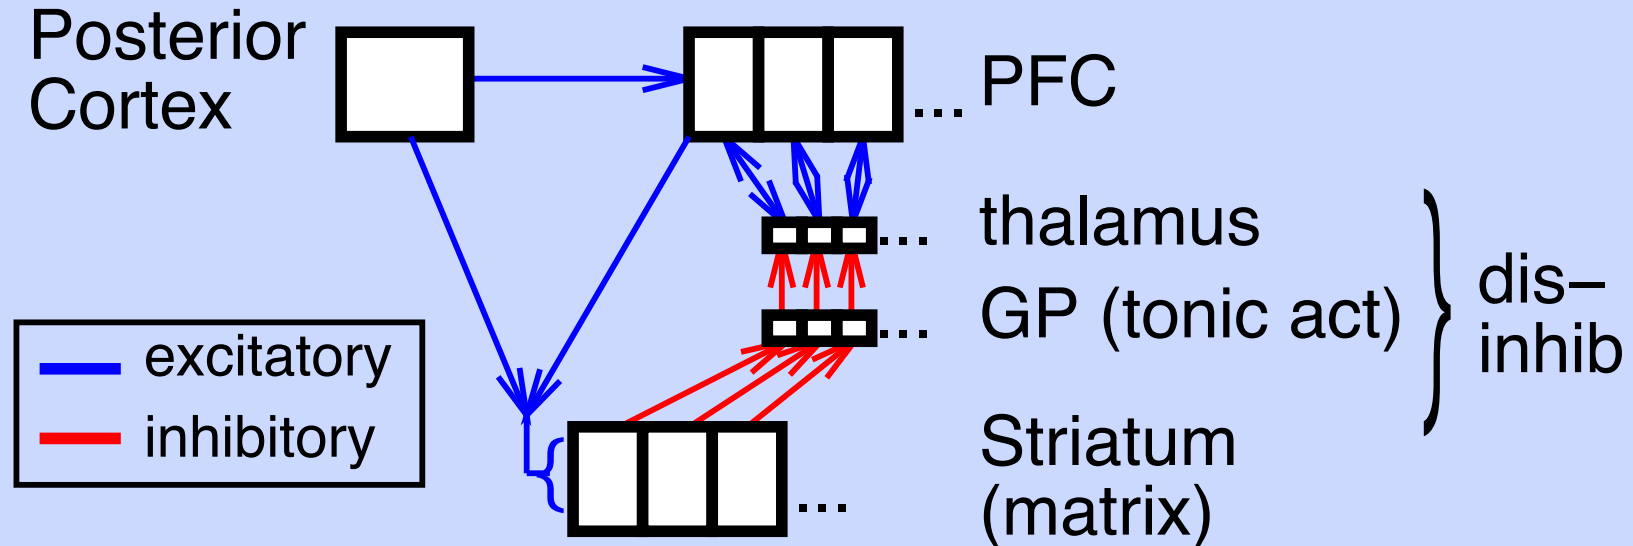 Posterior
Cortex
... PFC
... thalamus
... GP (tonic act)
dis–
inhib
excitatory
inhibitory
... Striatum
(matrix)